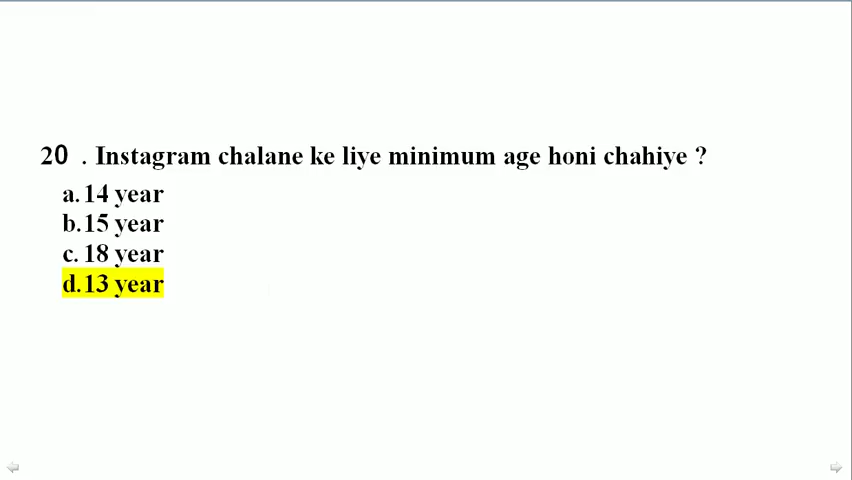 20 . Instagram chalane ke liye minimum age honi chahiye ?
a. 14 year
b. 15 year
c. 18 year
d. 13 year